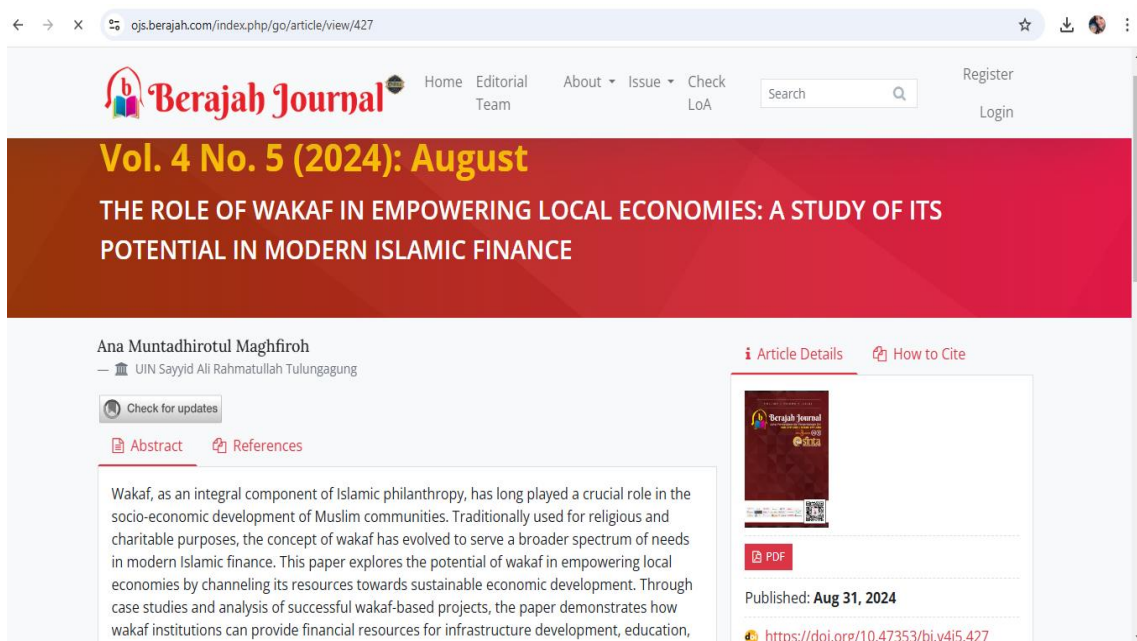 ojs.berajah.com/index.php/go/article/view/427
Berajah Journal
Home Editorial Team About Issue Check LoA
Search
Register
Login
Vol. 4 No. 5 (2024): August
THE ROLE OF WAKAF IN EMPOWERING LOCAL ECONOMIES: A STUDY OF ITS
POTENTIAL IN MODERN ISLAMIC FINANCE
Ana Muntadhirotul Maghfiroh
— UIN Sayyid Ali Rahmatullah Tulungagung
Check for updates
Abstract References
Wakaf, as an integral component of Islamic philanthropy, has long played a crucial role in the
socio-economic development of Muslim communities. Traditionally used for religious and
charitable purposes, the concept of wakaf has evolved to serve a broader spectrum of needs
in modern Islamic finance. This paper explores the potential of wakaf in empowering local
economies by channeling its resources towards sustainable economic development. Through
case studies and analysis of successful wakaf-based projects, the paper demonstrates how
wakaf institutions can provide financial resources for infrastructure development, education,
Article Details How to Cite
Berajah Journal
sinta
PDF
Published: Aug 31, 2024
https://doi.org/10.47353/bj.v4i5.427